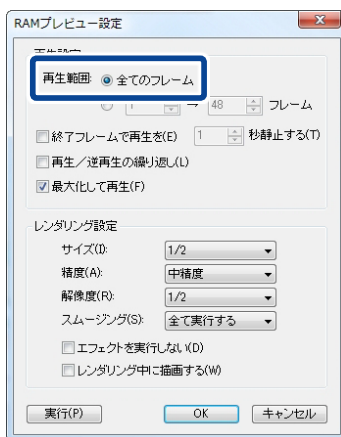 RAMプレビュー設定
再生設定
再生範囲: 全てのフレーム
1 → 48 フレーム
終了フレームで再生を(E) 1 秒静止する(T)
再生／逆再生の繰り返し(L)
最大化して再生(F)
レンダリング設定
サイズ(I): 1/2
精度(A): 中精度
解像度(R): 1/2
スムージング(S): 全て実行する
エフェクトを実行しない(D)
レンダリング中に描画する(W)
実行(P) OK キャンセル